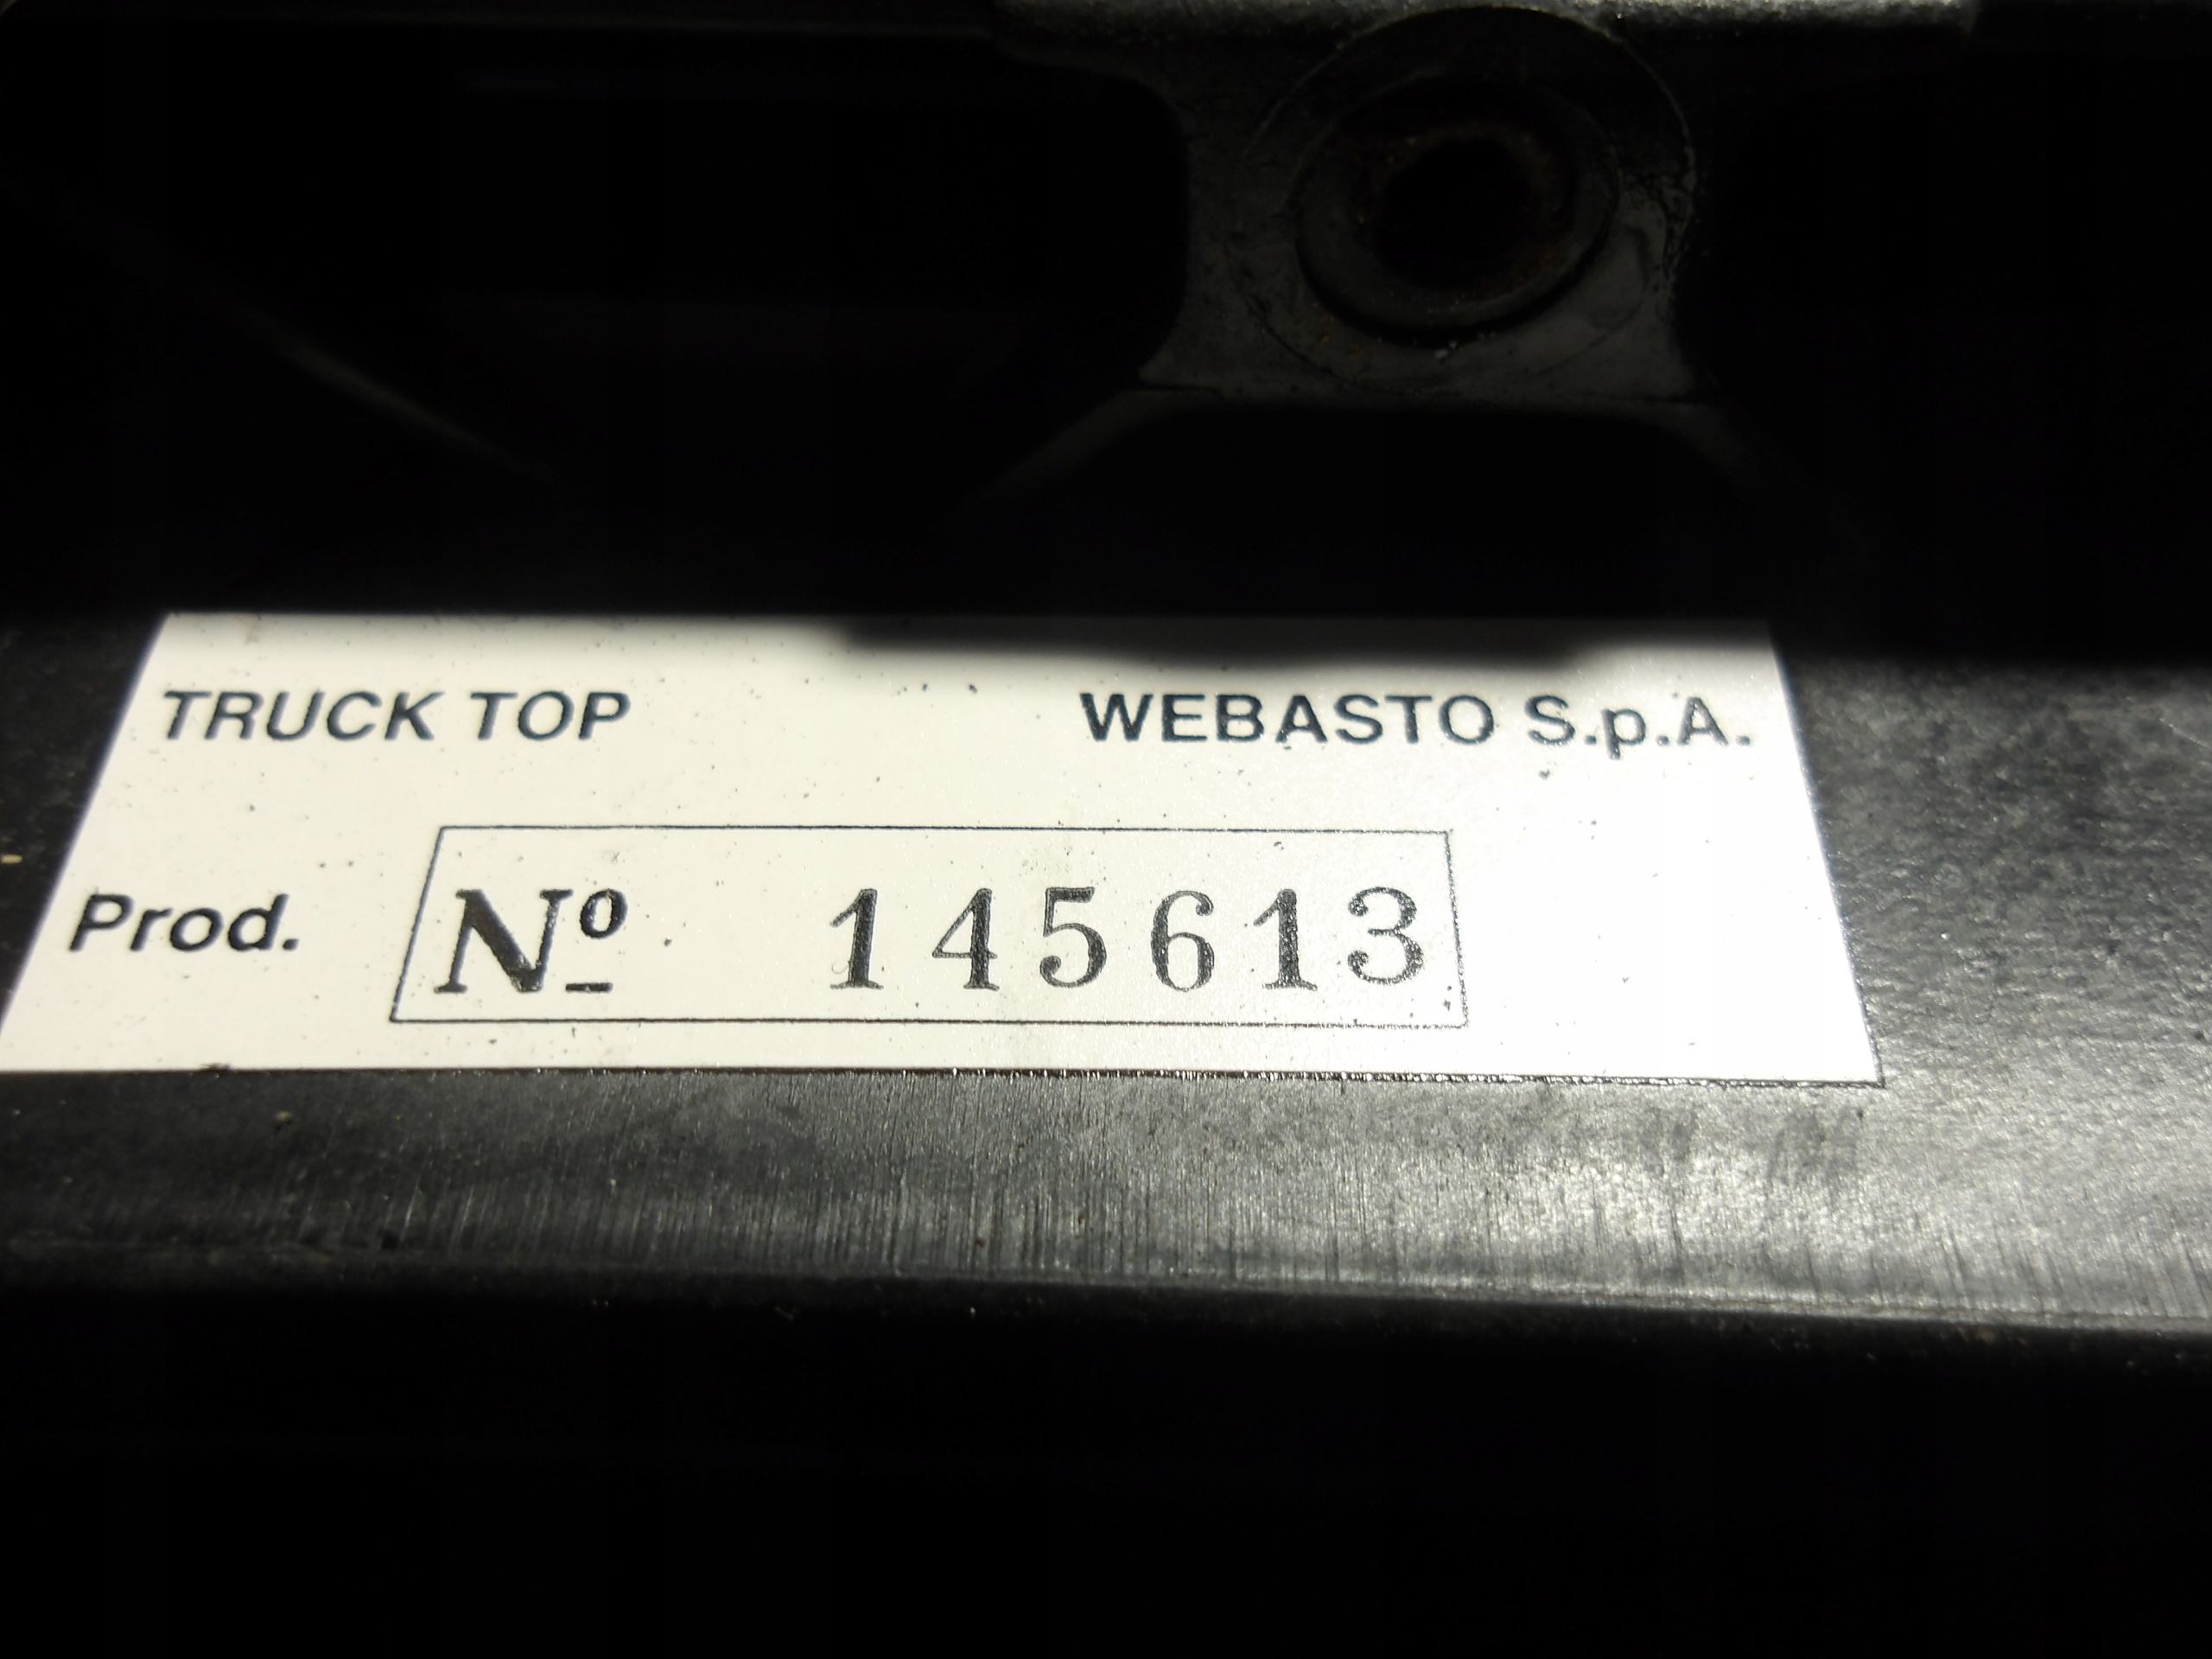 TRUCK TOP WEBASTO S.p.A.
Prod. Nº 145613